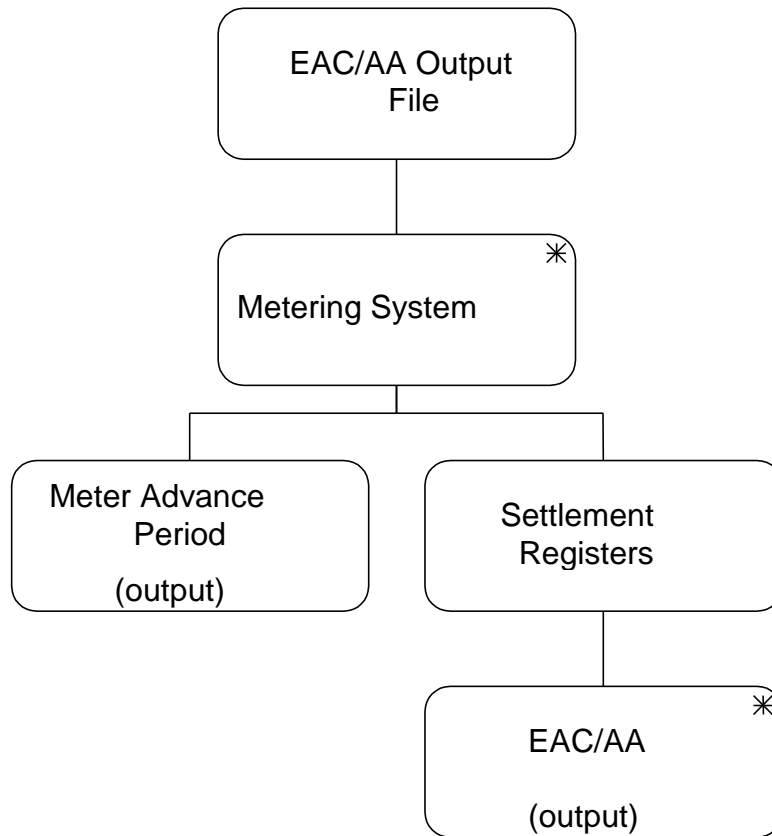 EAC/AA Output
File
Metering System
Meter Advance
Period
(output)
Settlement
Registers
EAC/AA
(output)